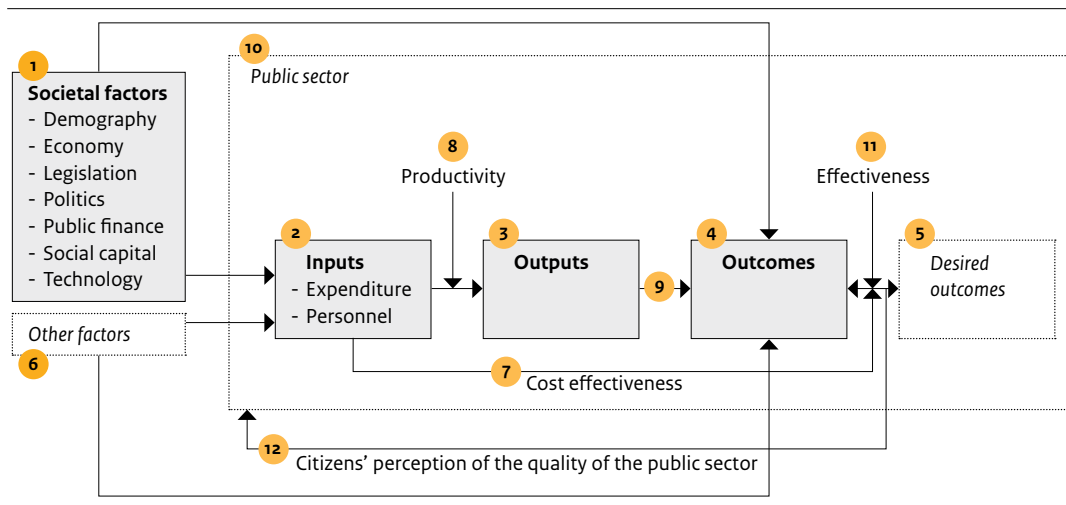 10
Public sector
1
Societal factors
- Demography
- Economy
- Legislation
- Politics
- Public finance
- Social capital
- Technology
8
Productivity
11
Effectiveness
2
Inputs
- Expenditure
- Personnel
3
Outputs
9
4
Outcomes
5
Desired
outcomes
Other factors
6
7
Cost effectiveness
12
Citizens' perception of the quality of the public sector